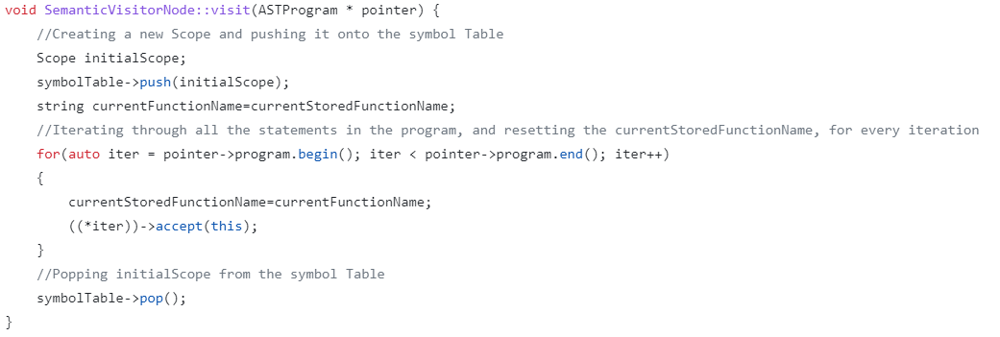 void SemanticVisitorNode::visit(ASTProgram * pointer) {
    //Creating a new Scope and pushing it onto the symbol Table
    Scope initialScope;
    symbolTable->push(initialScope);
    string currentFunctionName=currentStoredFunctionName;
    //Iterating through all the statements in the program, and resetting the currentStoredFunctionName, for every iteration
    for(auto iter = pointer->program.begin(); iter < pointer->program.end(); iter++)
    {
        currentStoredFunctionName=currentFunctionName;
        ((*iter))->accept(this);
    }
    //Popping initialScope from the symbol Table
    symbolTable->pop();
}